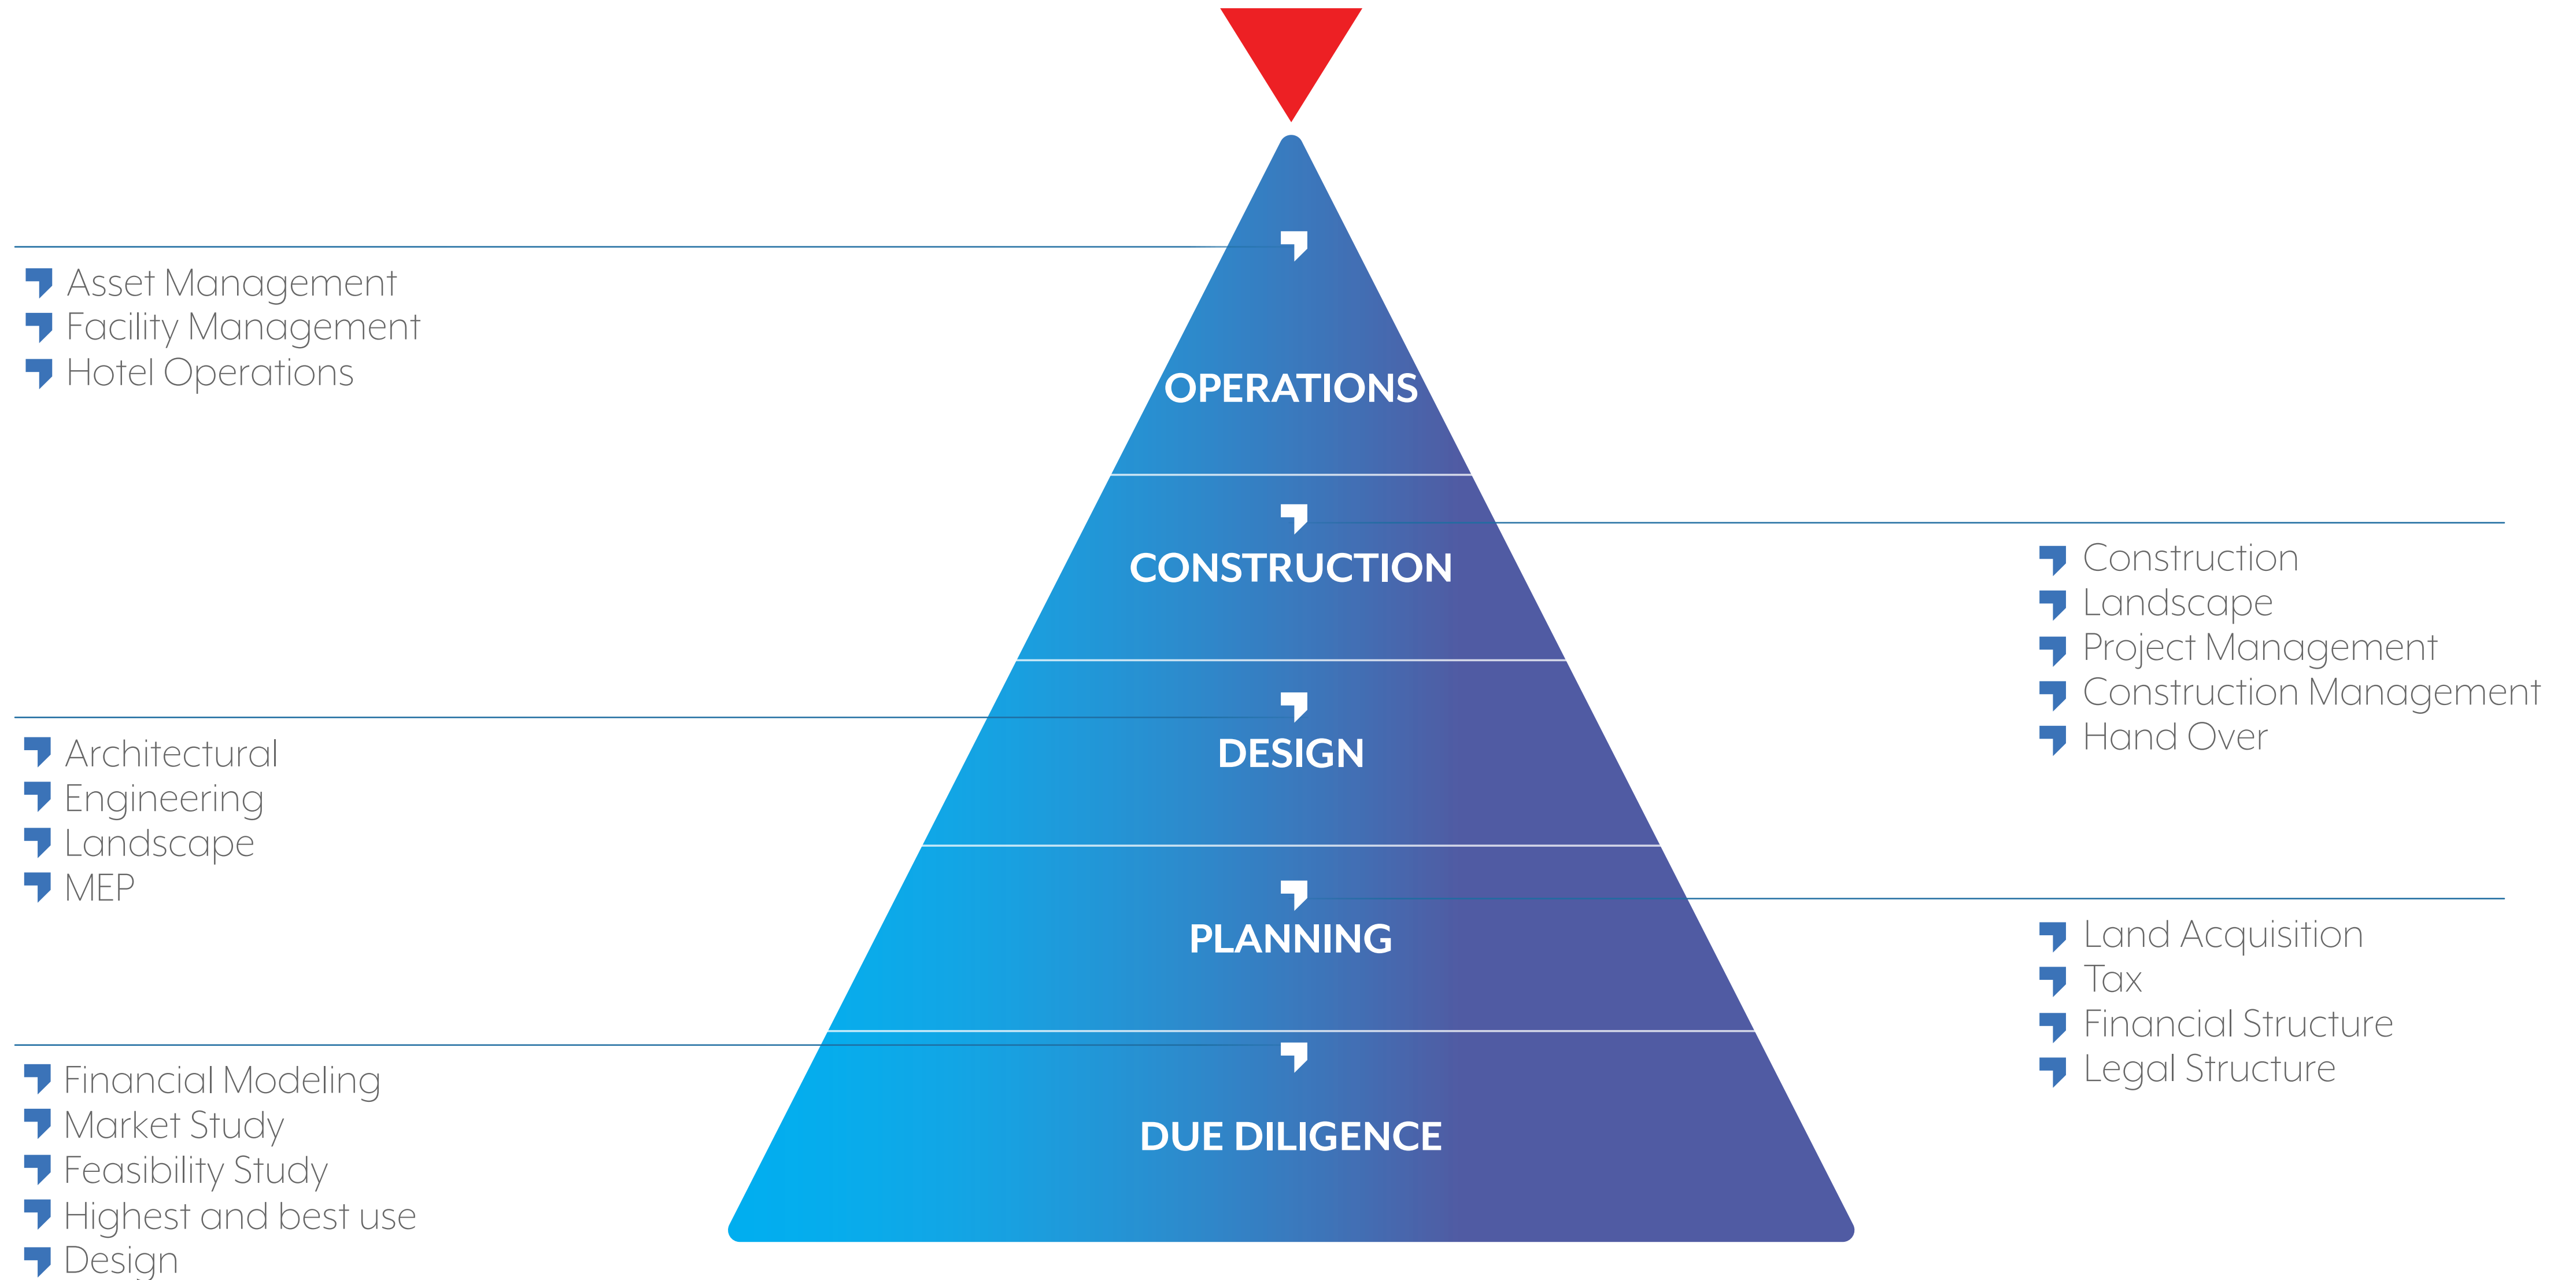 OPERATIONS
Asset Management
Facility Management
Hotel Operations
CONSTRUCTION
Construction
Landscape
Project Management
Construction Management
Hand Over
DESIGN
Architectural
Engineering
Landscape
MEP
PLANNING
Land Acquisition
Tax
Financial Structure
Legal Structure
DUE DILIGENCE
Financial Modeling
Market Study
Feasibility Study
Highest and best use
Design